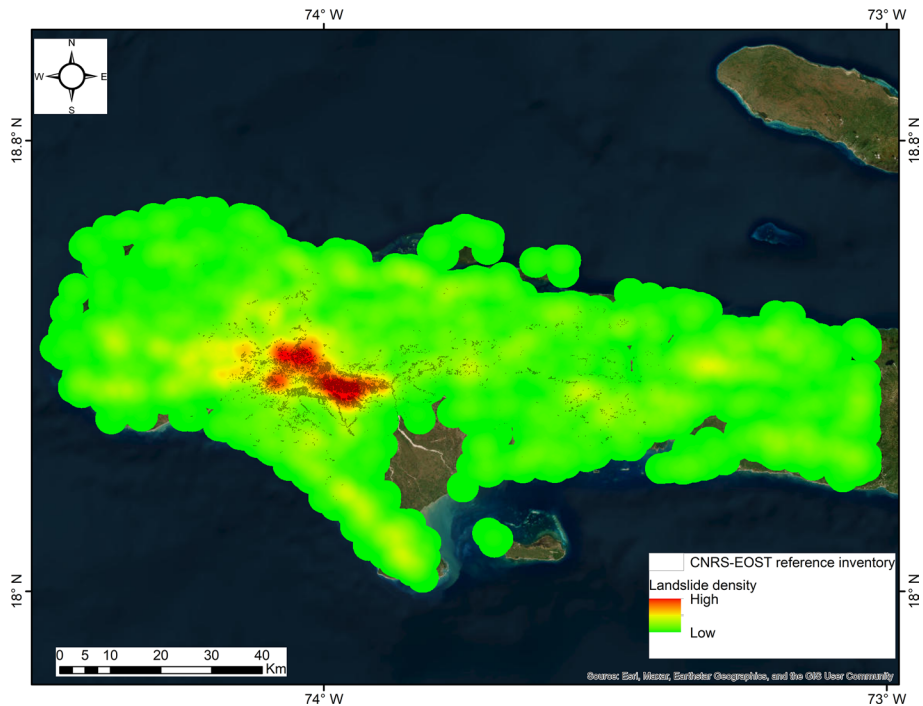 74° W
73° W
N
W
E
S
18.8° N
18.8° N
18° N
18° N
CNRS-EOST reference inventory
Landslide density
High
Low
0 5 10 20 30 40
Km
Source: Esri, Maxar, Earthstar Geographics, and the GIS User Community
74° W
73° W